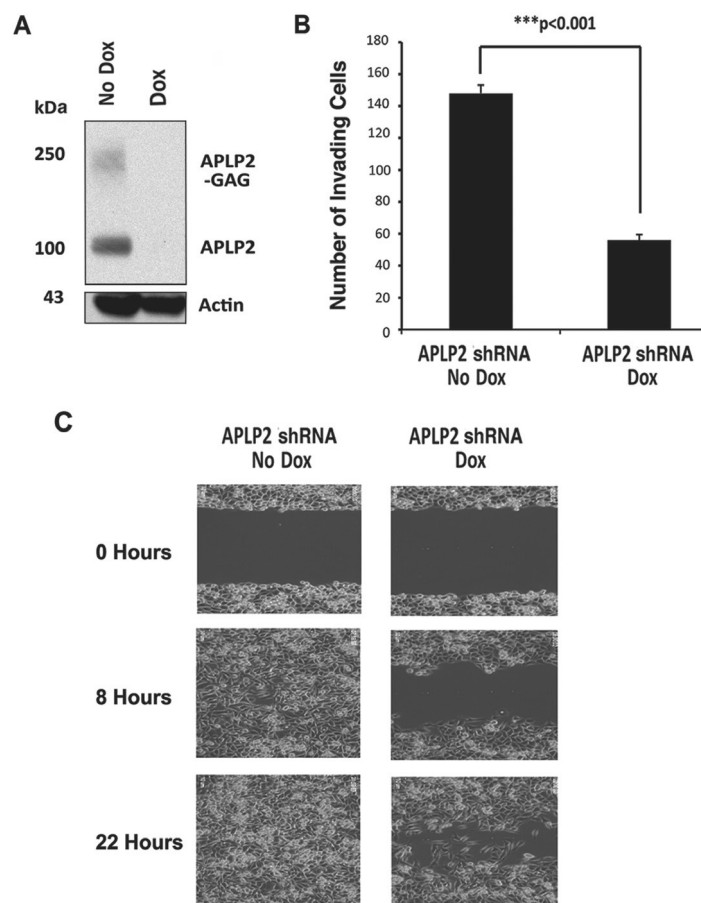 A
No Dox
Dox
kDa
250
APLP2
-GAG
100
APLP2
43
Actin
B
***p<0.001
Number of Invading Cells
180
160
140
120
100
80
60
40
20
0
APLP2 shRNA
No Dox
APLP2 shRNA
Dox
C
APLP2 shRNA
No Dox
APLP2 shRNA
Dox
0 Hours
8 Hours
22 Hours